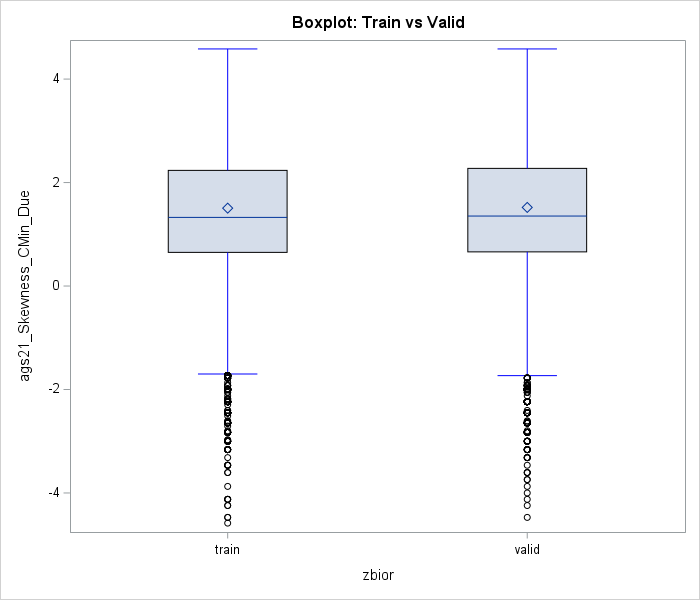 Boxplot: Train vs Valid
ags21_Skewness_CMin_Due
4
2
0
-2
-4
train
valid
zbior